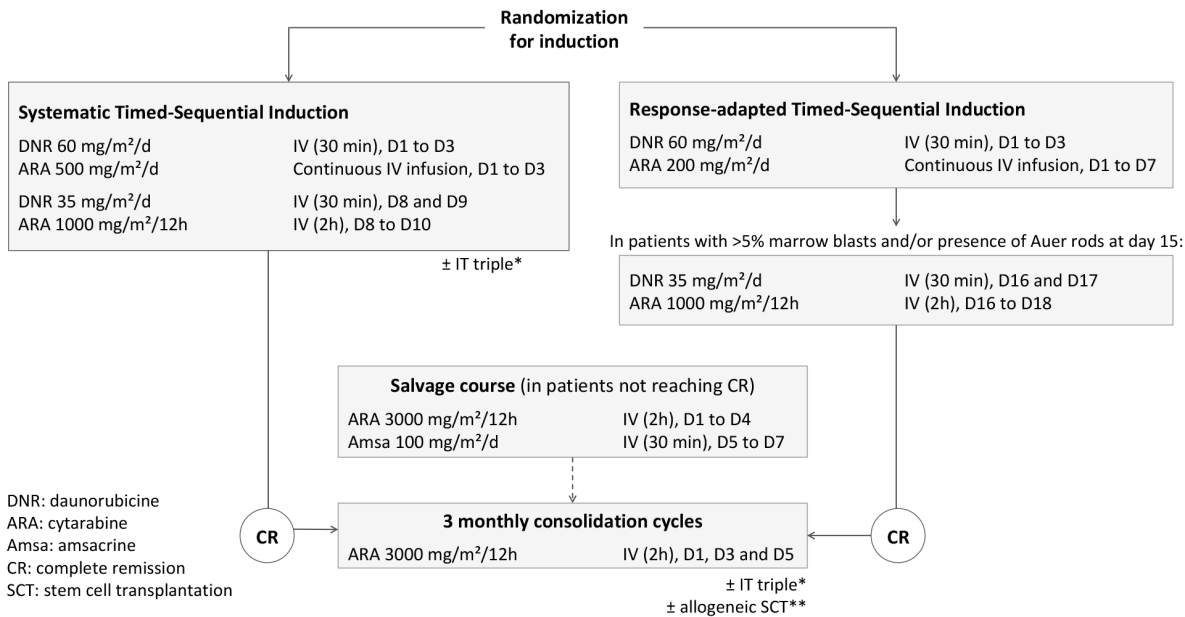 Randomization
for induction
Systematic Timed-Sequential Induction
DNR 60 mg/m²/d IV (30 min), D1 to D3
ARA 500 mg/m²/d Continuous IV infusion, D1 to D3
DNR 35 mg/m²/d IV (30 min), D8 and D9
ARA 1000 mg/m²/12h IV (2h), D8 to D10
± IT triple*
Response-adapted Timed-Sequential Induction
DNR 60 mg/m²/d IV (30 min), D1 to D3
ARA 200 mg/m²/d Continuous IV infusion, D1 to D7
In patients with >5% marrow blasts and/or presence of Auer rods at day 15:
DNR 35 mg/m²/d IV (30 min), D16 and D17
ARA 1000 mg/m²/12h IV (2h), D16 to D18
Salvage course (in patients not reaching CR)
ARA 3000 mg/m²/12h IV (2h), D1 to D4
Amsa 100 mg/m²/d IV (30 min), D5 to D7
CR
3 monthly consolidation cycles
ARA 3000 mg/m²/12h IV (2h), D1, D3 and D5
CR
± IT triple*
± allogeneic SCT**
DNR: daunorubicine
ARA: cytarabine
Amsa: amsacrine
CR: complete remission
SCT: stem cell transplantation